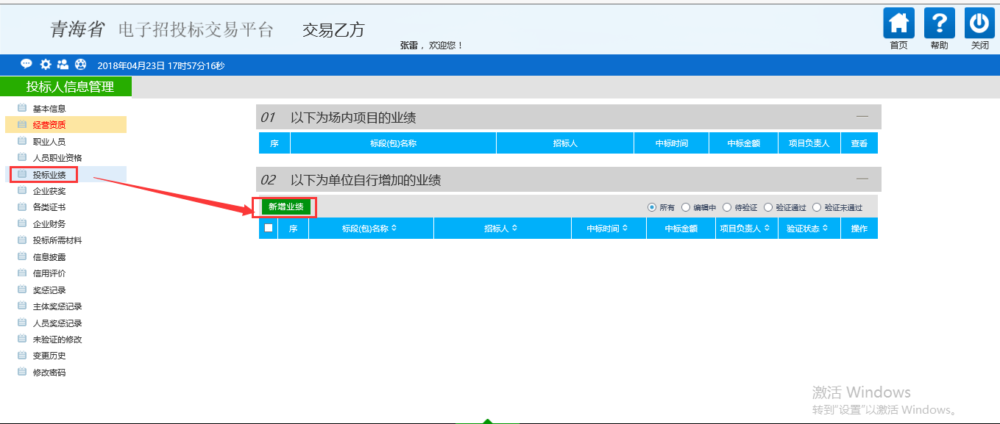 青海省 电子招投标交易平台 交易乙方
张雷，欢迎您！
首页 帮助 关闭
2018年04月23日 17时57分16秒
投标人信息管理
基本信息
经营资质
职业人员
人员职业资格
投标业绩
企业获奖
各类证书
企业财务
投标所需材料
信息披露
信用评价
奖惩记录
主体奖惩记录
人员奖惩记录
未验证的修改
变更历史
修改密码
01 以下为场内项目的业绩
序 标段(包)名称 招标人 中标时间 中标金额 项目负责人 查看
02 以下为单位自行增加的业绩
新增业绩 所有 编辑中 待验证 验证通过 验证未通过
序 标段(包)名称 招标人 中标时间 中标金额 项目负责人 验证状态 操作
激活 Windows
转到"设置"以激活 Windows。